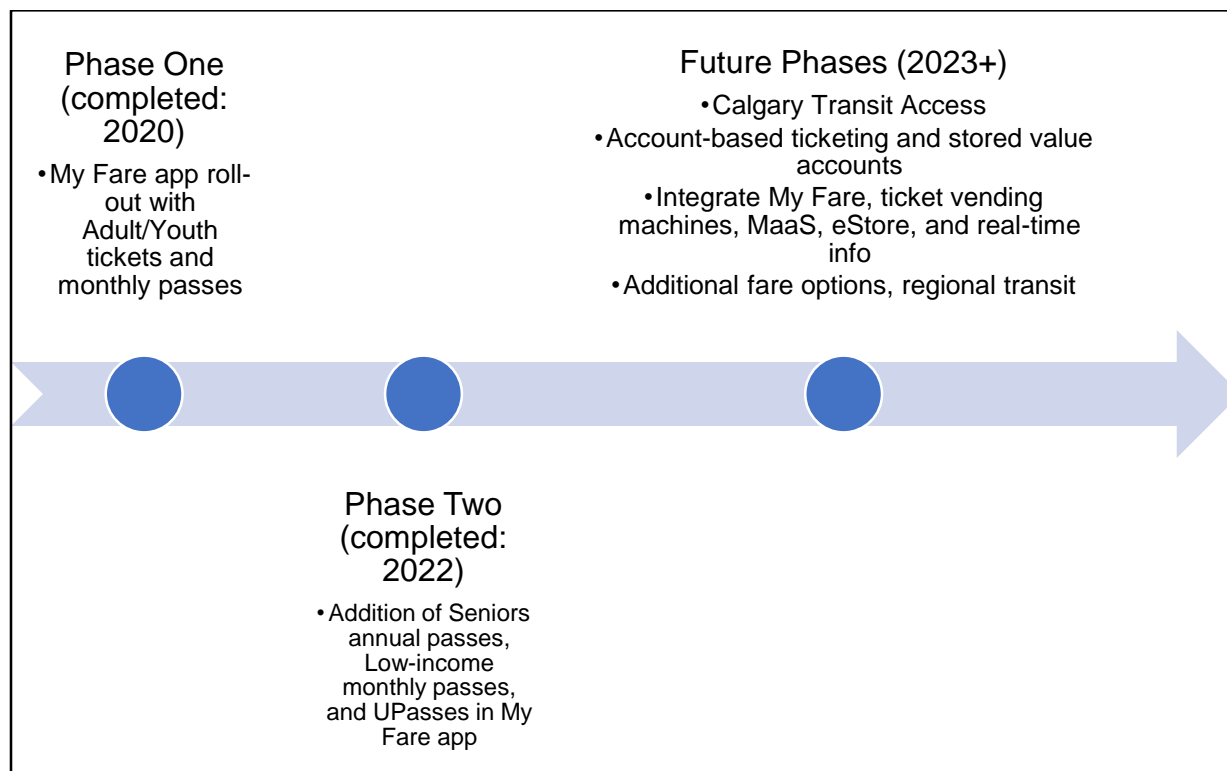 Phase One
(completed:
2020)
•My Fare app roll-
out with
Adult/Youth
tickets and
monthly passes
Phase Two
(completed:
2022)
•Addition of Seniors
annual passes,
Low-income
monthly passes,
and UPasses in My
Fare app
Future Phases (2023+)
•Calgary Transit Access
•Account-based ticketing and stored value
accounts
•Integrate My Fare, ticket vending
machines, MaaS, eStore, and real-time
info
•Additional fare options, regional transit